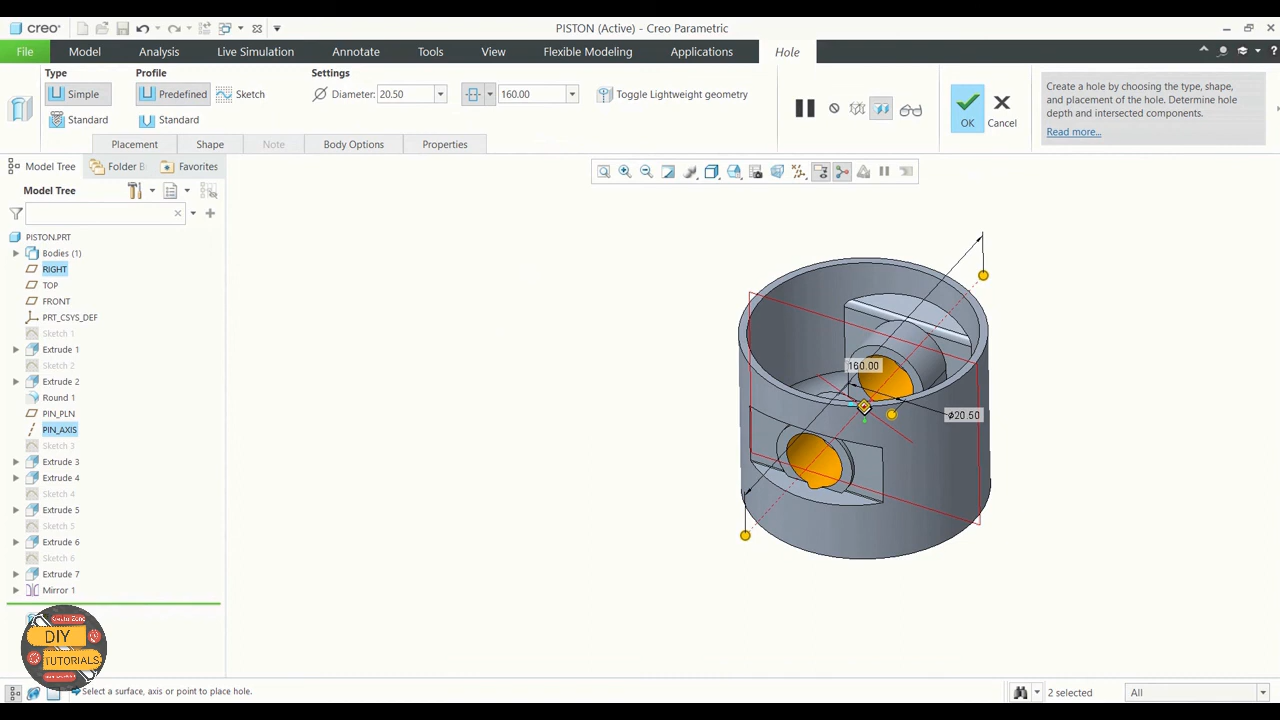 creo
PISTON (Active) - Creo Parametric
File
Model
Analysis
Live Simulation
Annotate
Tools
View
Flexible Modeling
Applications
Hole
Type
Profile
Settings
Simple
Predefined
Sketch
Diameter:
20.50
160.00
Toggle Lightweight geometry
Standard
Standard
OK
Cancel
Create a hole by choosing the type, shape,
and placement of the hole. Determine hole
depth and intersected components.
Read more...
Placement
Shape
Note
Body Options
Properties
Model Tree
Folder B
Favorites
Model Tree
PISTON.PRT
Bodies (1)
RIGHT
TOP
FRONT
PRT_CSYS_DEF
Sketch 1
Extrude 1
Sketch 2
Extrude 2
Round 1
PIN_PLN
PIN_AXIS
Sketch 3
Extrude 3
Extrude 4
Sketch 4
Extrude 5
Sketch 5
Extrude 6
Sketch 6
Extrude 7
Mirror 1
160.00
⌀20.50
DIY
TUTORIALS
Select a surface, axis or point to place hole.
2 selected
All